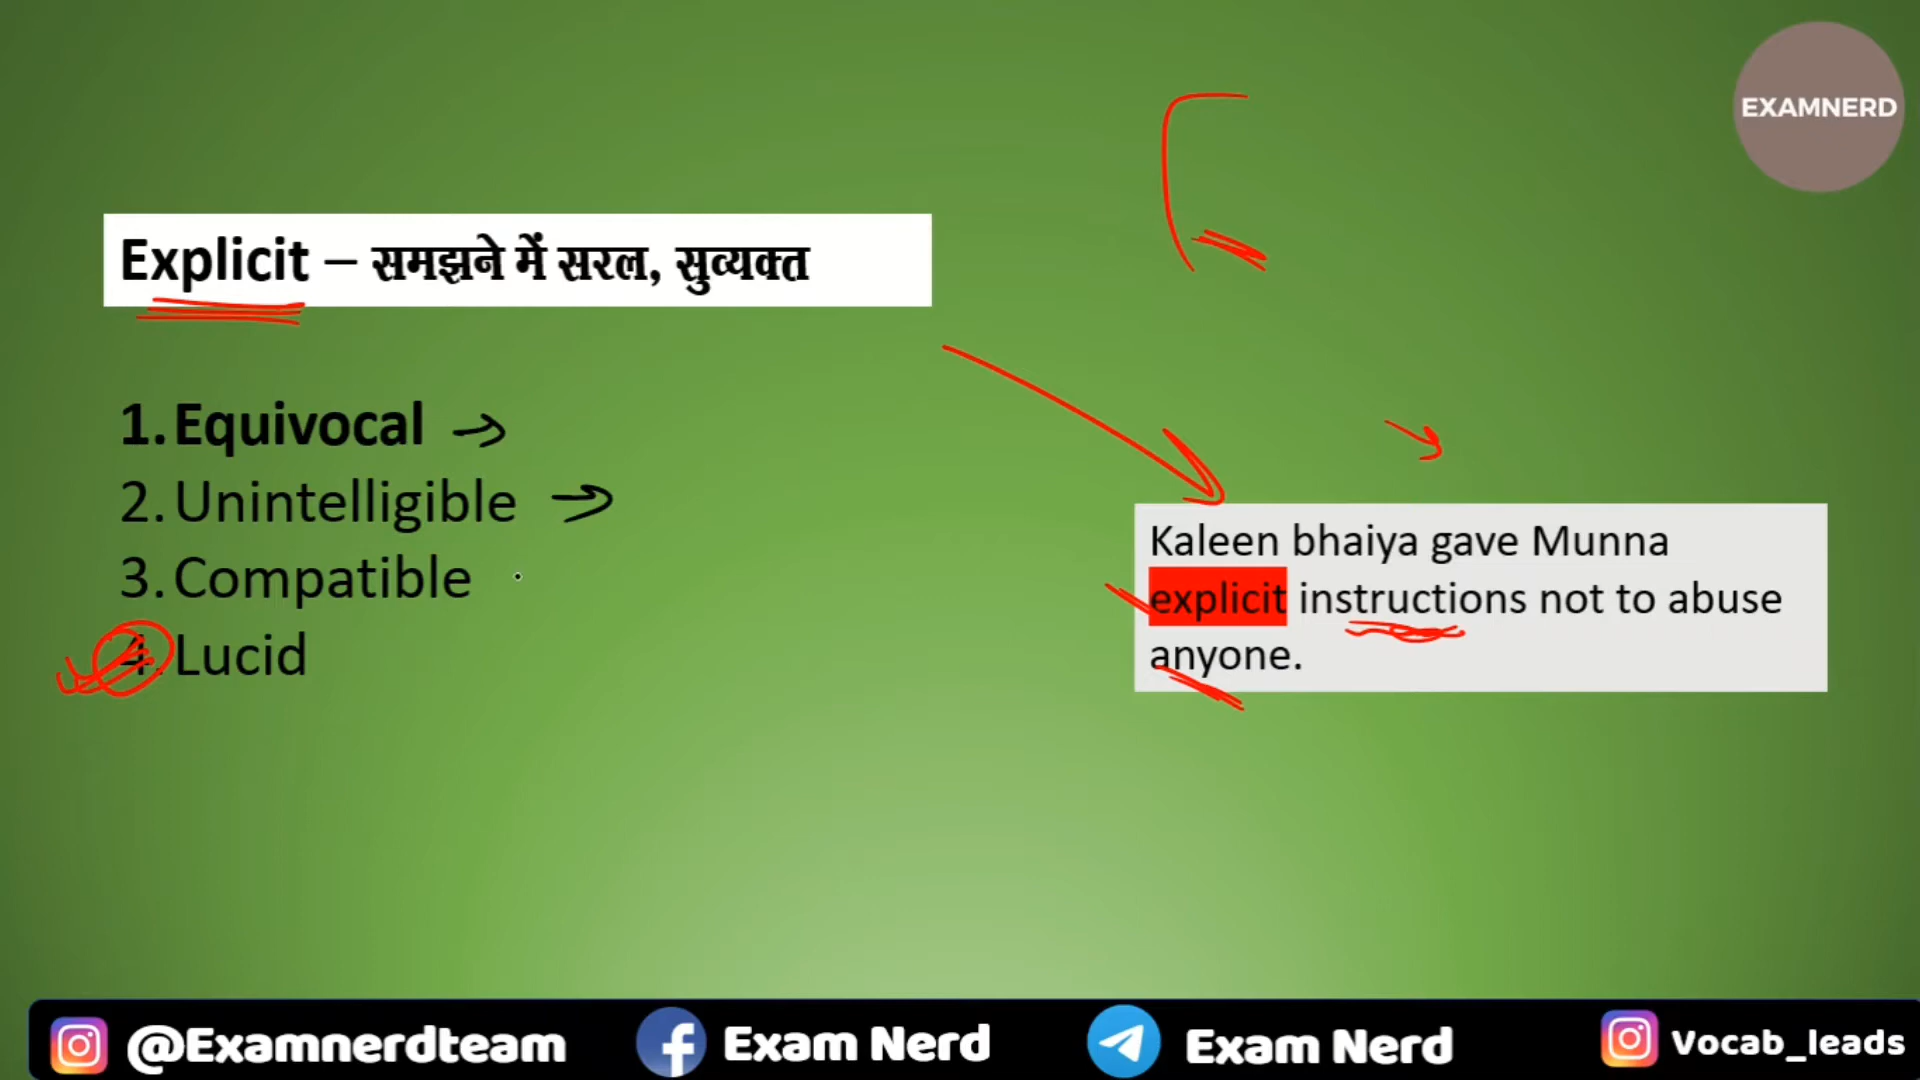 EXAMNERD
Explicit – समझने में सरल, सुव्यक्त
1. Equivocal
2. Unintelligible
3. Compatible
4. Lucid
Kaleen bhaiya gave Munna
explicit instructions not to abuse
anyone.
@Examnerdteam
Exam Nerd
Exam Nerd
Vocab_leads